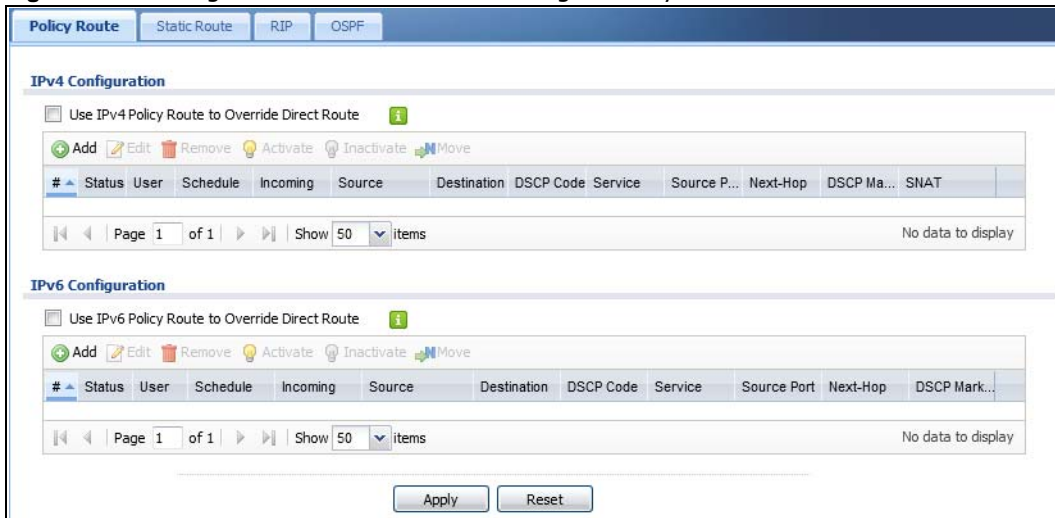 Policy Route Static Route RIP OSPF
IPv4 Configuration
Use IPv4 Policy Route to Override Direct Route
Add Edit Remove Activate Inactivate Move
# Status User Schedule Incoming Source Destination DSCP Code Service Source P... Next-Hop DSCP Ma... SNAT
Page 1 of 1 Show 50 items No data to display
IPv6 Configuration
Use IPv6 Policy Route to Override Direct Route
Add Edit Remove Activate Inactivate Move
# Status User Schedule Incoming Source Destination DSCP Code Service Source Port Next-Hop DSCP Mark...
Page 1 of 1 Show 50 items No data to display
Apply Reset